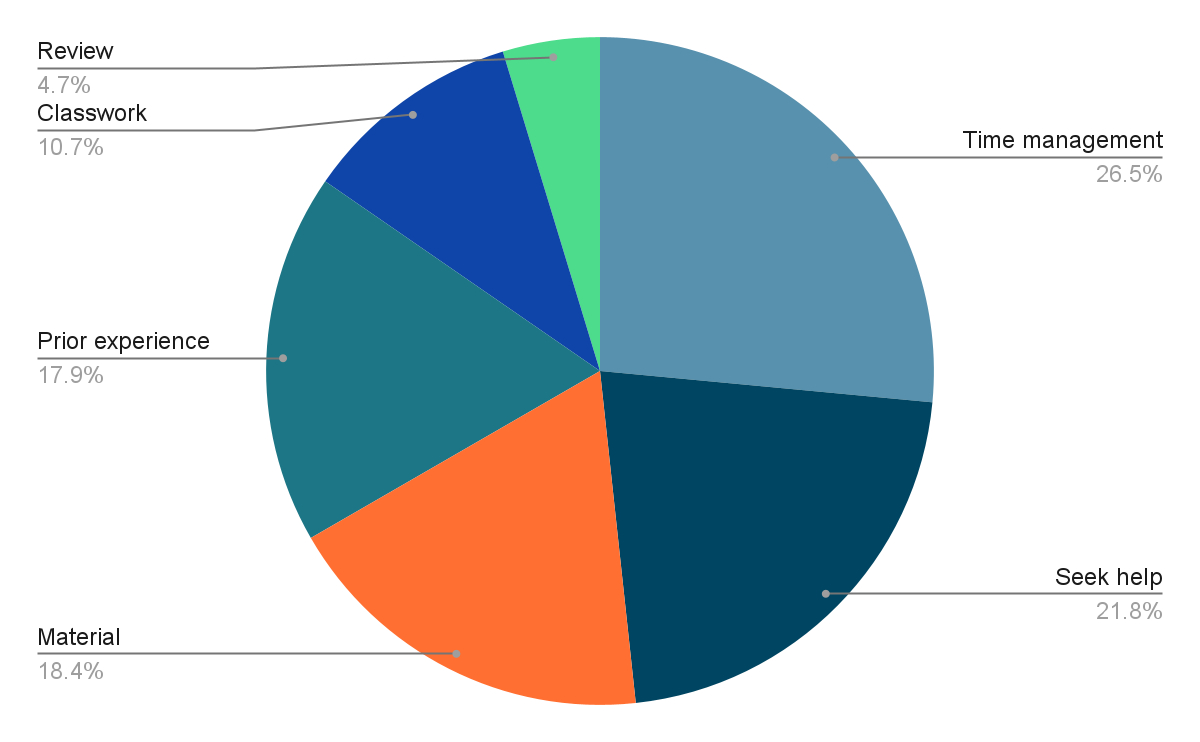 Review
4.7%
Classwork
10.7%
Time management
26.5%
Prior experience
17.9%
Seek help
21.8%
Material
18.4%